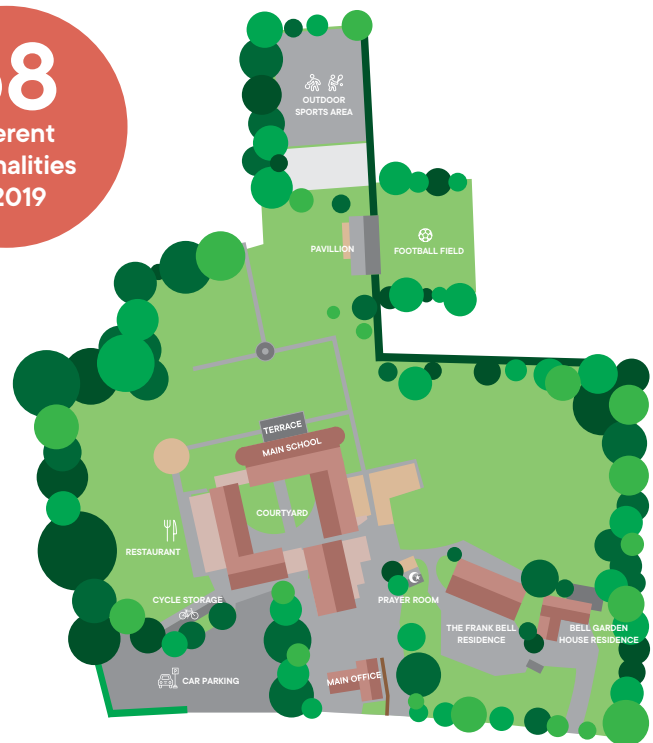 8
erent
nalities
2019
OUTDOOR
SPORTS AREA
PAVILLION
FOOTBALL FIELD
TERRACE
MAIN SCHOOL
COURTYARD
RESTAURANT
CYCLE STORAGE
PRAYER ROOM
THE FRANK BELL
RESIDENCE
BELL GARDEN
HOUSE RESIDENCE
CAR PARKING
MAIN OFFICE